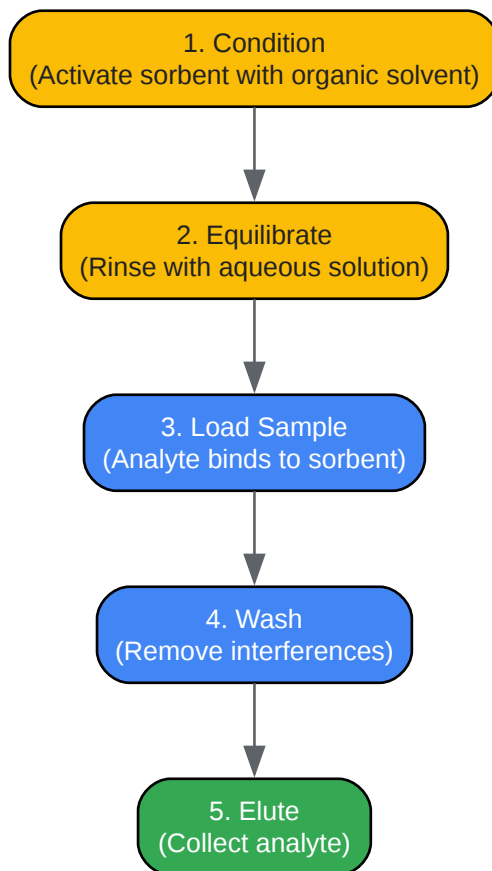 1. Condition
(Activate sorbent with organic solvent)
2. Equilibrate
(Rinse with aqueous solution)
3. Load Sample
(Analyte binds to sorbent)
4. Wash
(Remove interferences)
5. Elute
(Collect analyte)